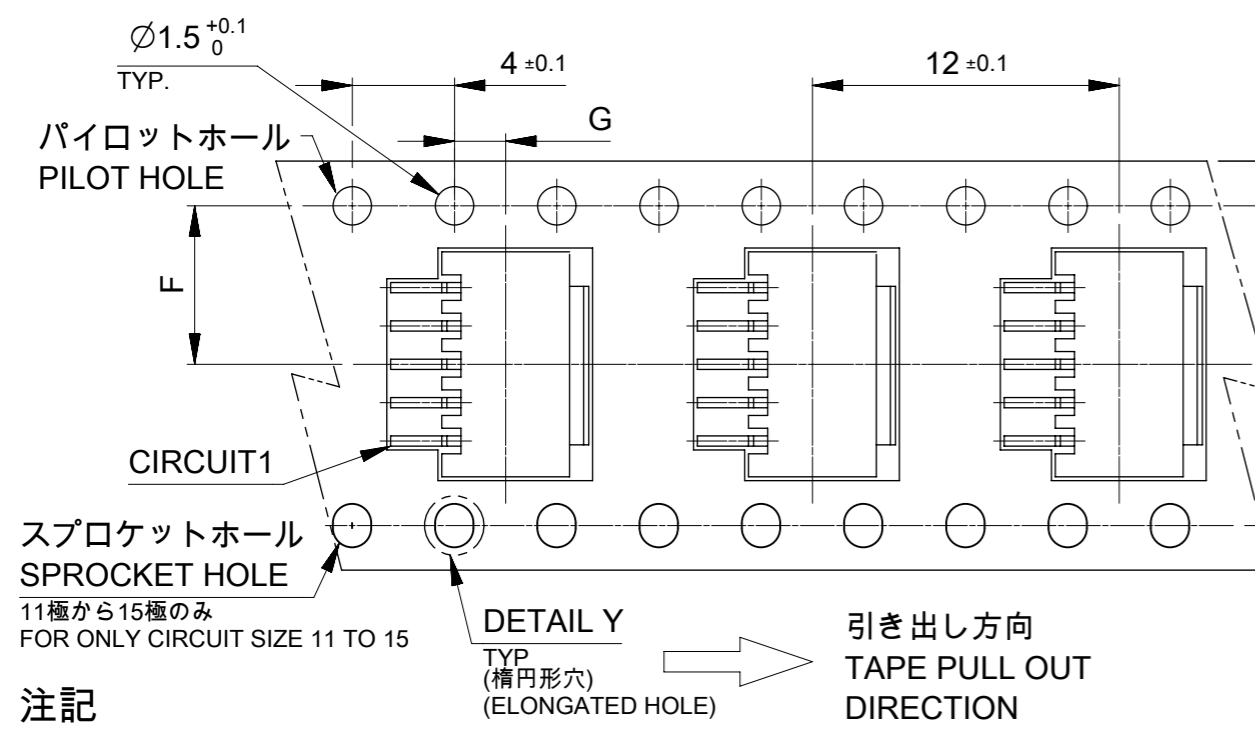 ∅1.5 +0.1 0
TYP.
4 ±0.1
12 ±0.1
G
パイロットホール
PILOT HOLE
F
CIRCUIT1
スプロケットホール
SPROCKET HOLE
11極から15極のみ
FOR ONLY CIRCUIT SIZE 11 TO 15
DETAIL Y
TYP
(楕円形穴)
(ELONGATED HOLE)
引き出し方向
TAPE PULL OUT
DIRECTION
注記